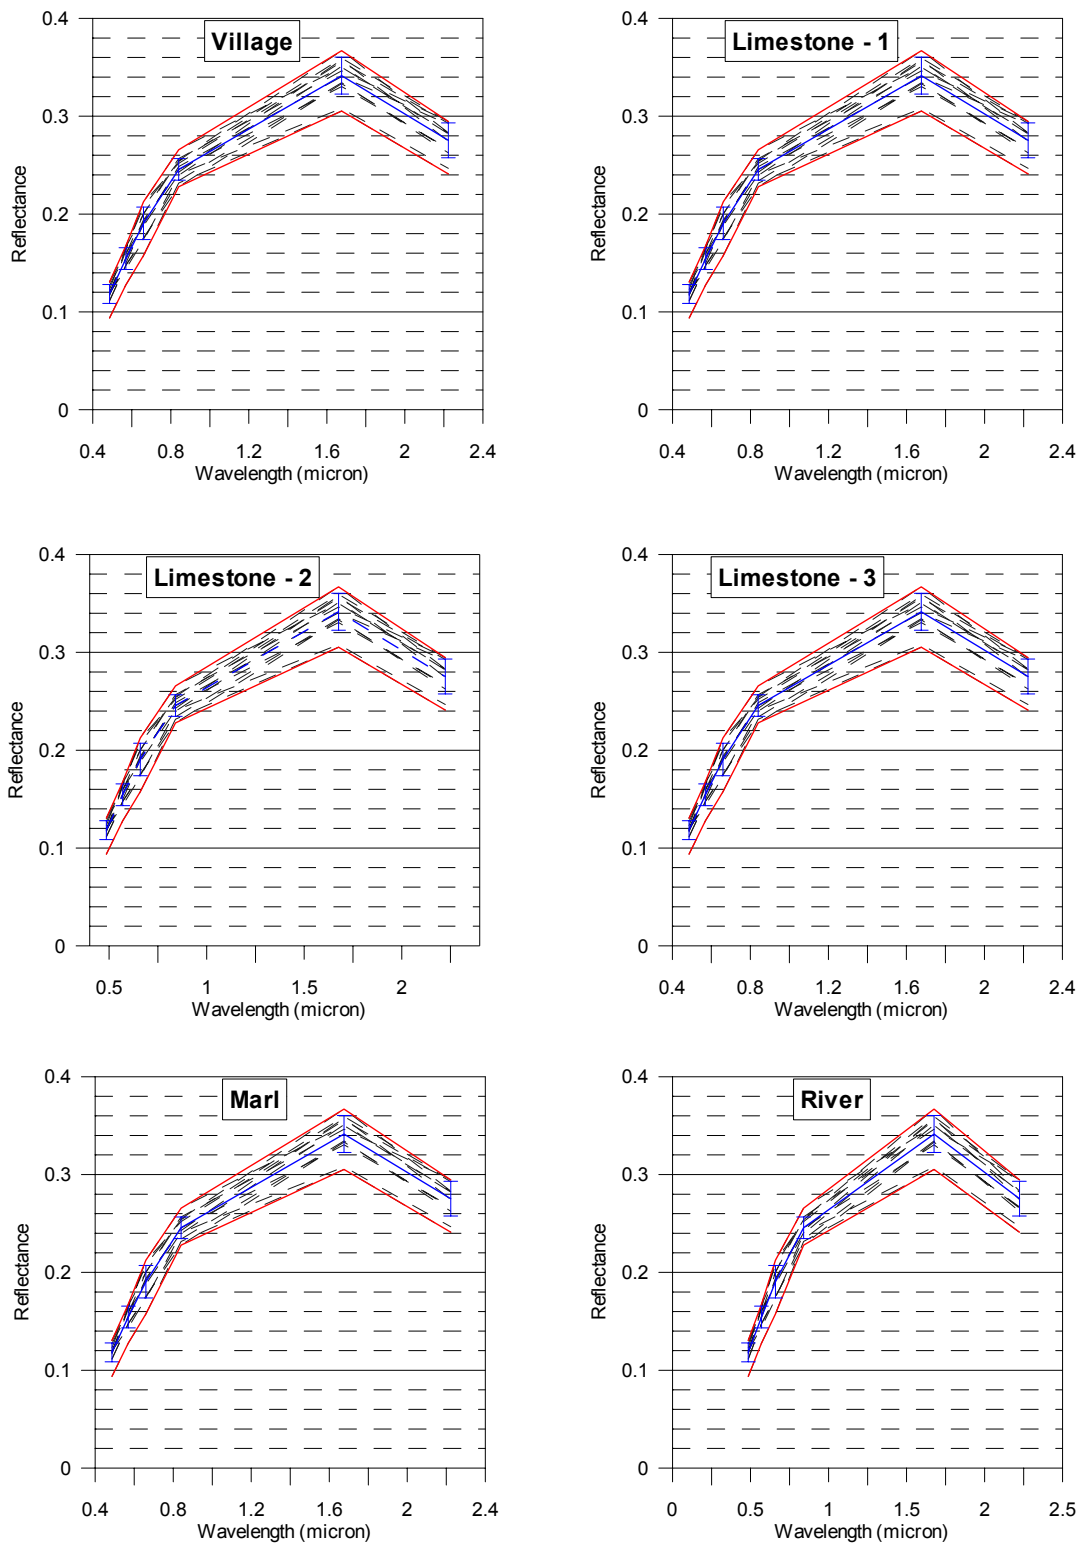 Village
0.4
0.3
0.2
0.1
0
Reflectance
0.4 0.8 1.2 1.6 2 2.4
Wavelength (micron)
Limestone - 1
0.4
0.3
0.2
0.1
0
Reflectance
0.4 0.8 1.2 1.6 2 2.4
Wavelength (micron)
Limestone - 2
0.4
0.3
0.2
0.1
0
Reflectance
0.5 1 1.5 2
Wavelength (micron)
Limestone - 3
0.4
0.3
0.2
0.1
0
Reflectance
0.4 0.8 1.2 1.6 2 2.4
Wavelength (micron)
Marl
0.4
0.3
0.2
0.1
0
Reflectance
0.4 0.8 1.2 1.6 2 2.4
Wavelength (micron)
River
0.4
0.3
0.2
0.1
0
Reflectance
0 0.5 1 1.5 2 2.5
Wavelength (micron)